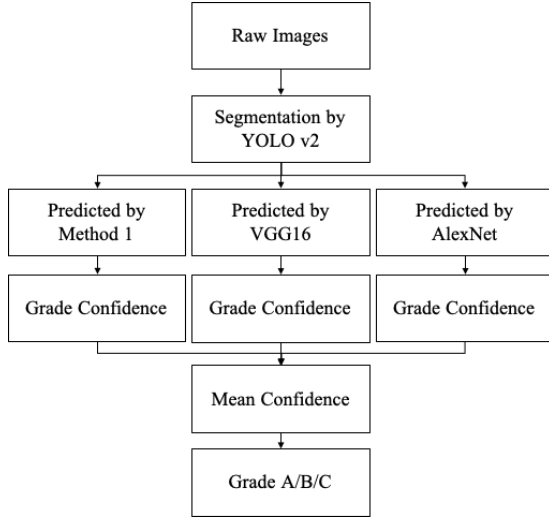 Raw Images
Segmentation by
YOLO v2
Predicted by
Method 1
Predicted by
VGG16
Predicted by
AlexNet
Grade Confidence
Grade Confidence
Grade Confidence
Mean Confidence
Grade A/B/C